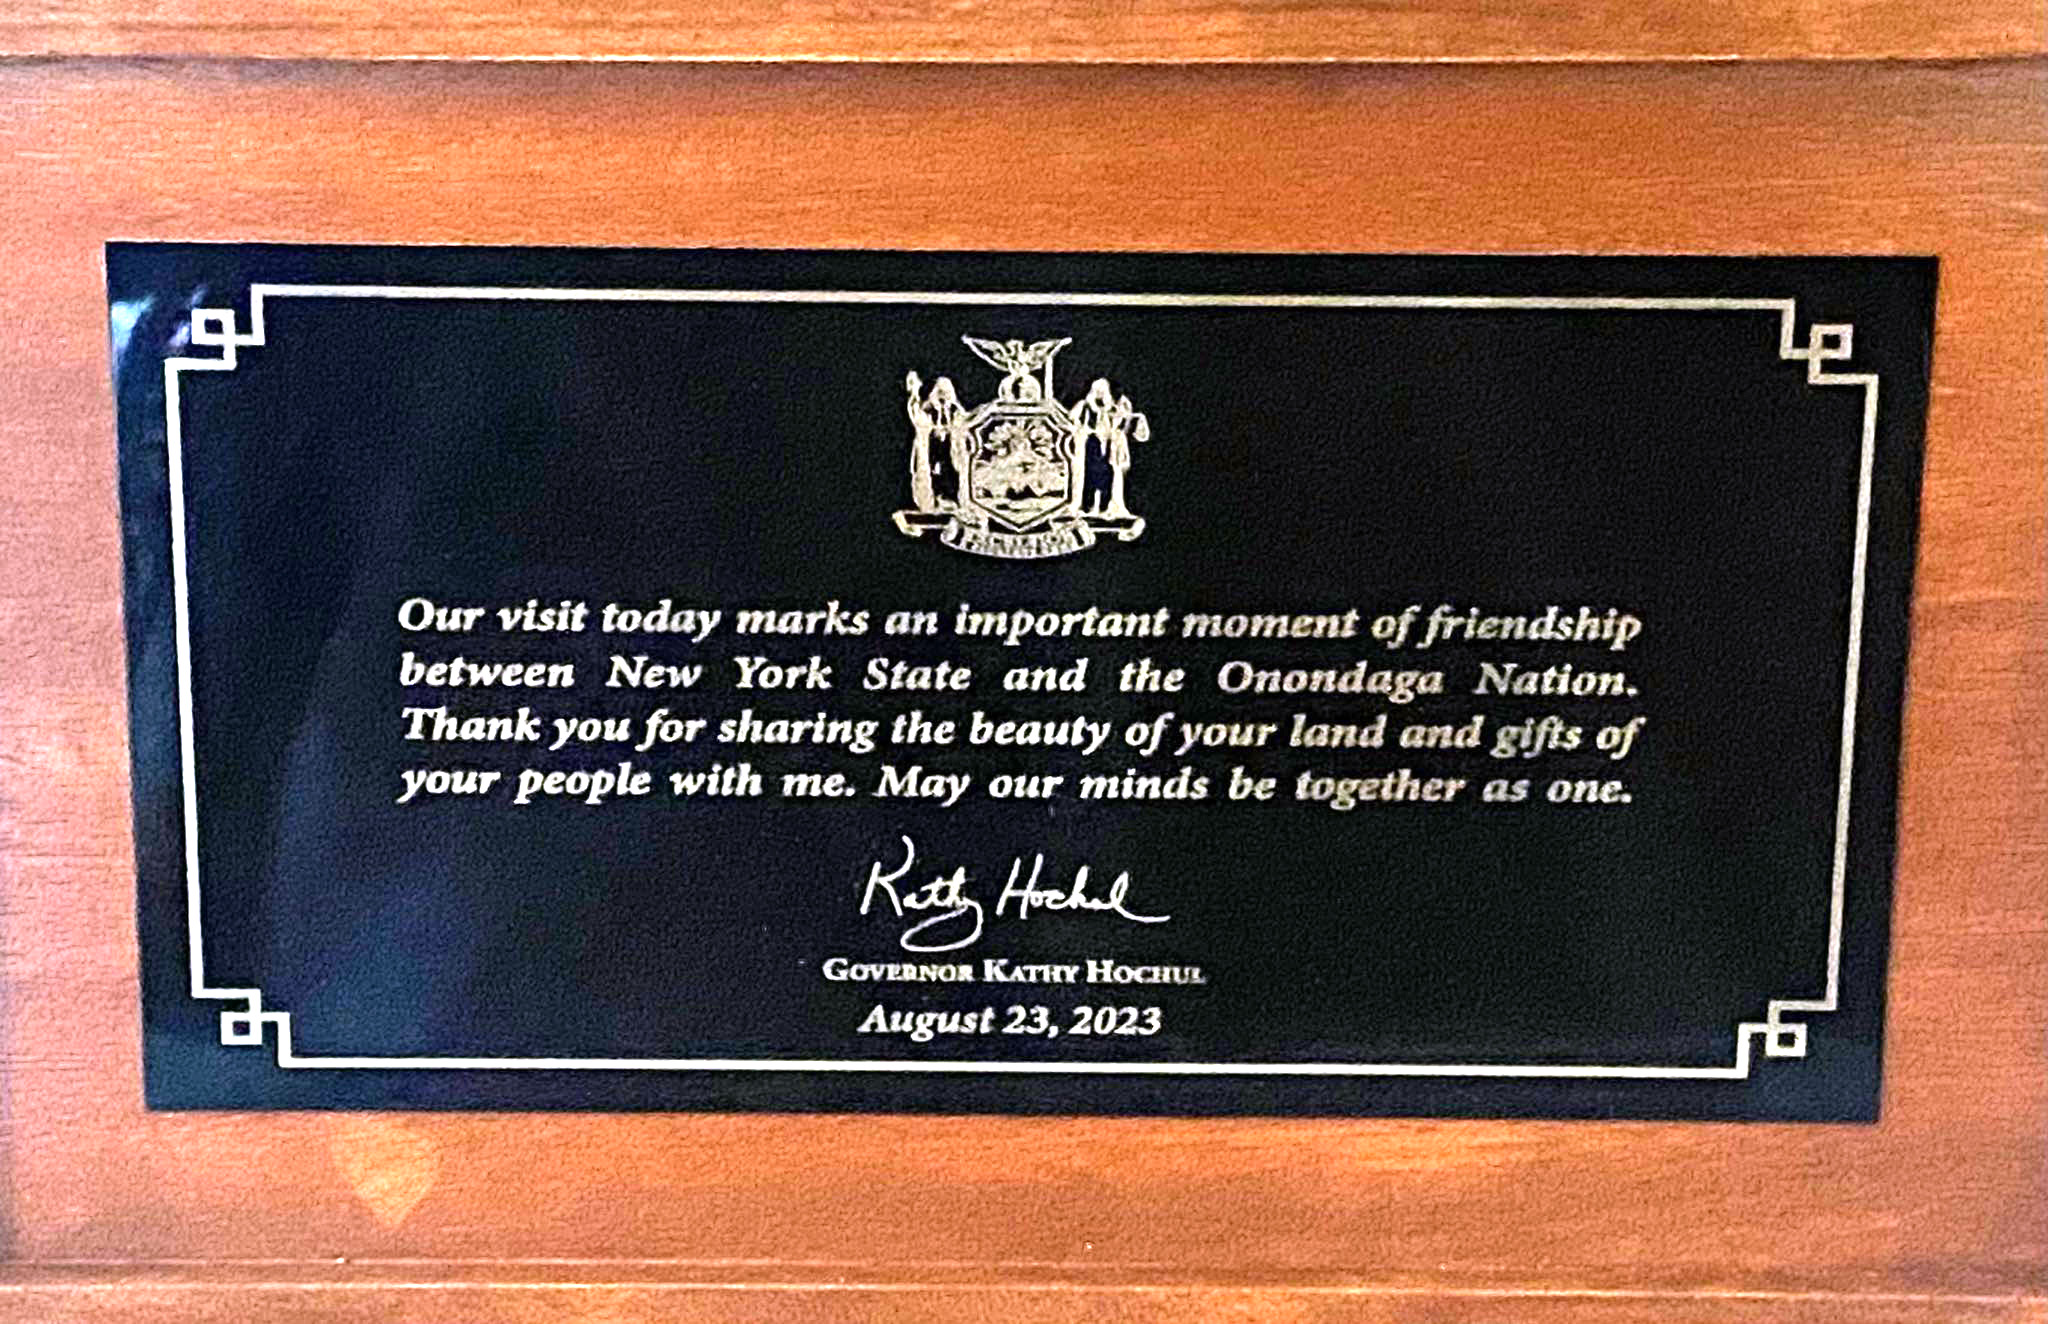 Our visit today marks an important moment of friendship
between New York State and the Onondaga Nation.
Thank you for sharing the beauty of your land and gifts of
your people with me. May our minds be together as one.
Kathy Hochul
GOVERNOR KATHY HOCHUL
August 23, 2023